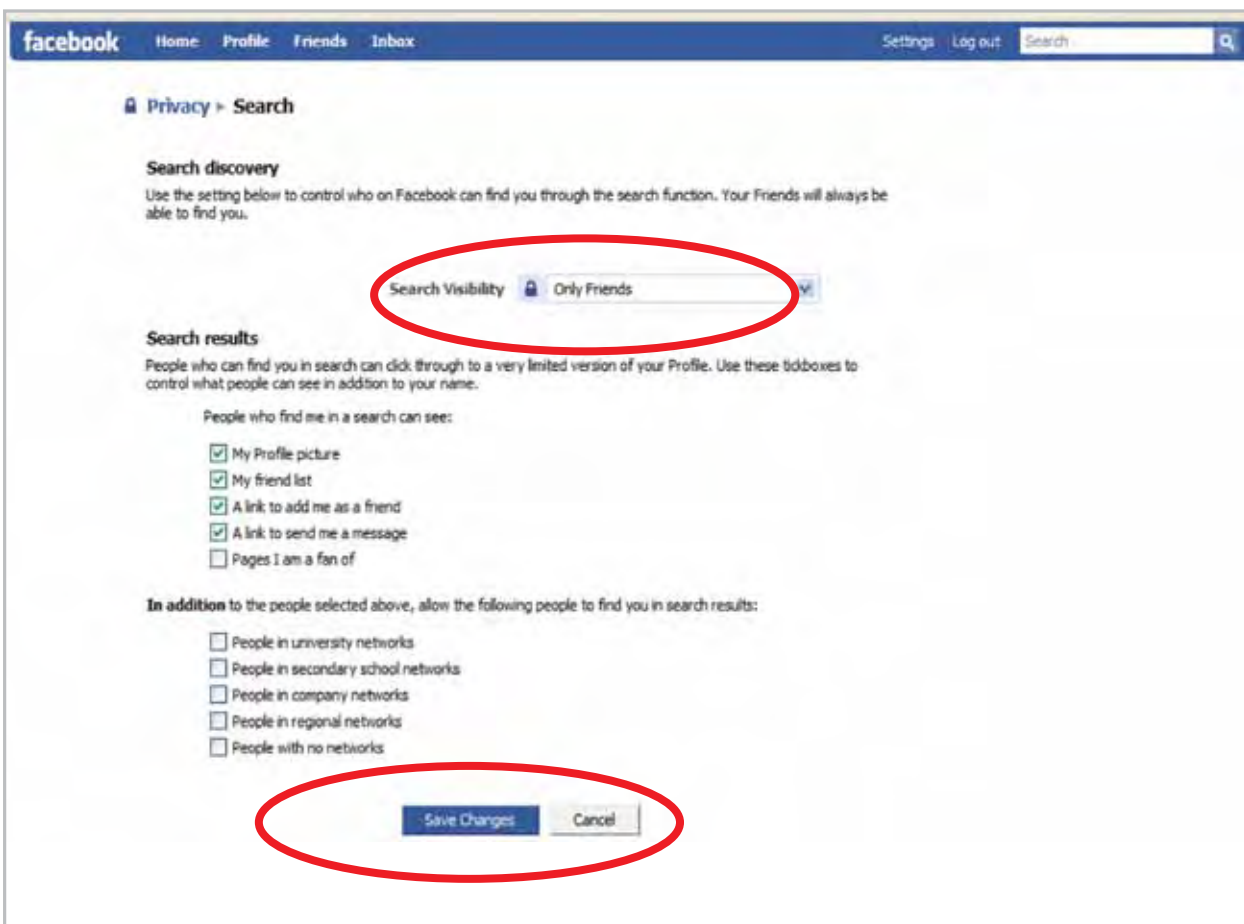 facebook Home Profile Friends Inbox Settings Log out Search
Privacy ▸ Search
Search discovery
Use the setting below to control who on Facebook can find you through the search function. Your Friends will always be
able to find you.
Search Visibility Only Friends
Search results
People who can find you in search can click through to a very limited version of your Profile. Use these tickboxes to
control what people can see in addition to your name.
People who find me in a search can see:
My Profile picture
My friend list
A link to add me as a friend
A link to send me a message
Pages I am a fan of
In addition to the people selected above, allow the following people to find you in search results:
People in university networks
People in secondary school networks
People in company networks
People in regional networks
People with no networks
Save Changes Cancel